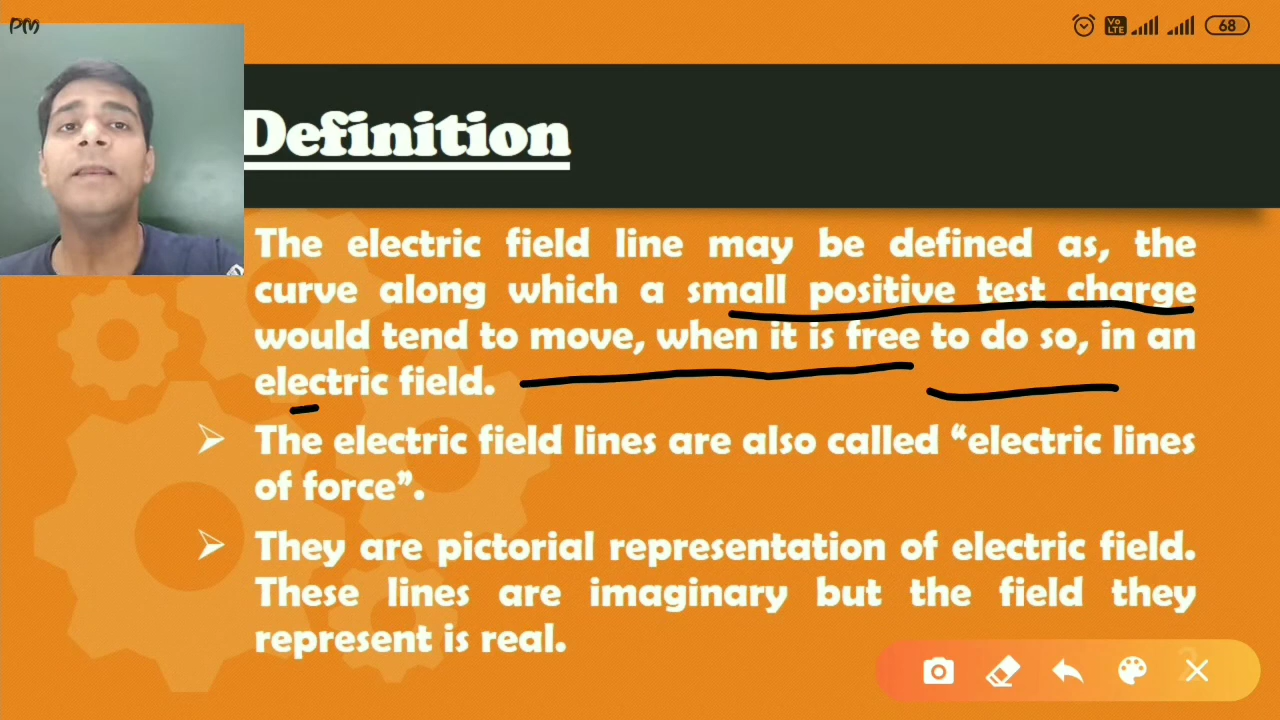 PM
Vo
LTE
68
Definition
The electric field line may be defined as, the
curve along which a small positive test charge
would tend to move, when it is free to do so, in an
electric field.
The electric field lines are also called “electric lines
of force”.
They are pictorial representation of electric field.
These lines are imaginary but the field they
represent is real.
2